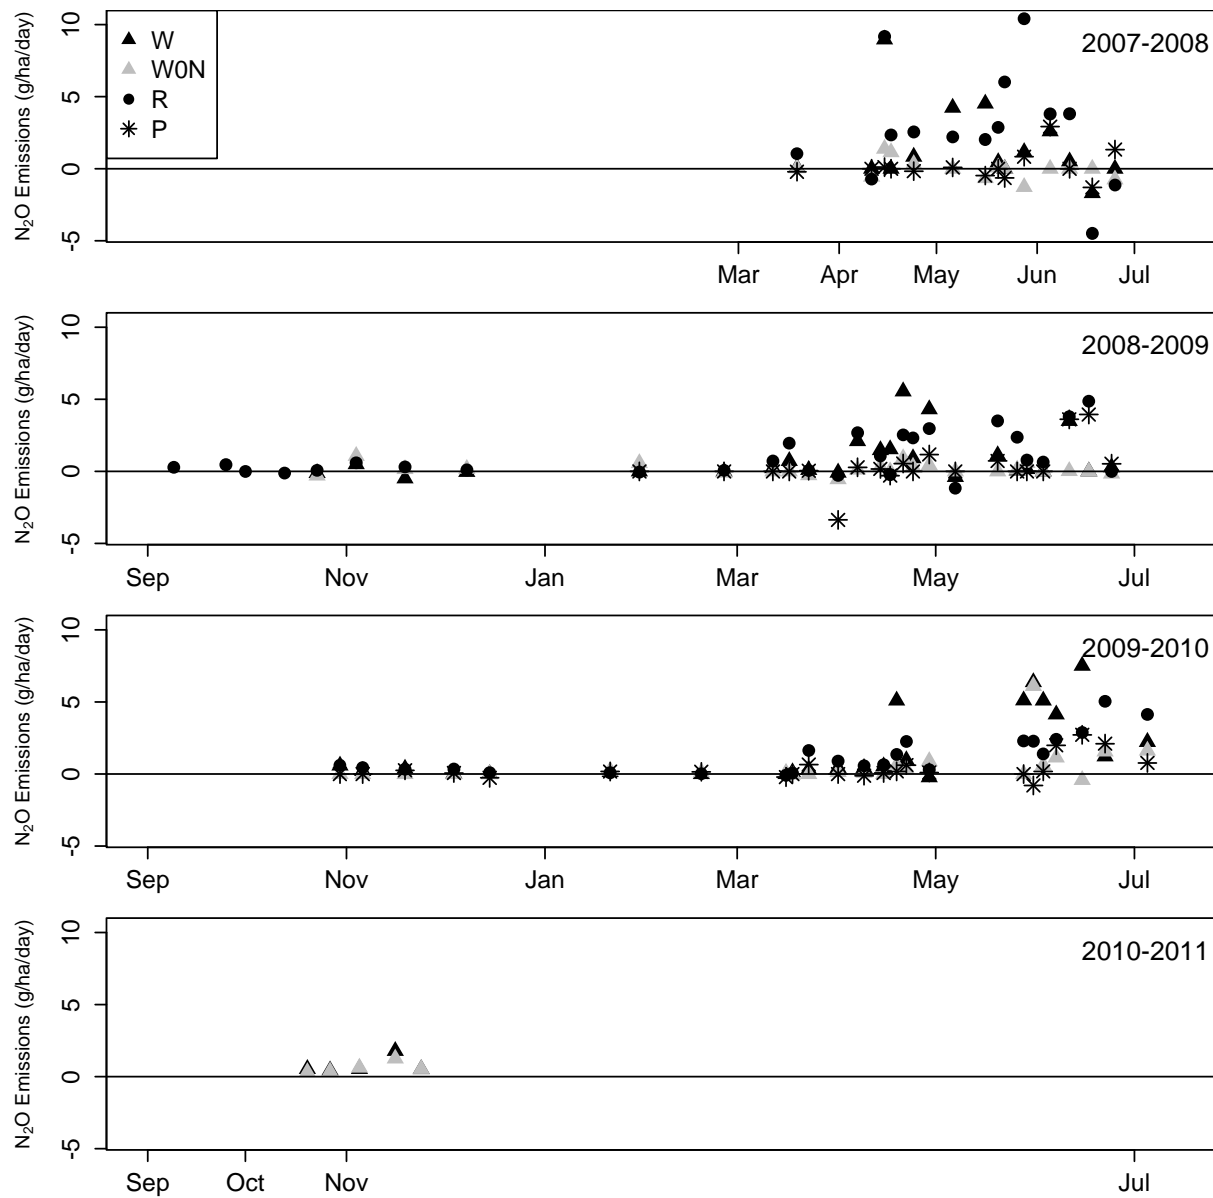 N₂O Emissions (g/ha/day)
10
5
0
-5
W
W0N
R
P
2007-2008
Mar Apr May Jun Jul
N₂O Emissions (g/ha/day)
10
5
0
-5
2008-2009
Sep Nov Jan Mar May Jul
N₂O Emissions (g/ha/day)
10
5
0
-5
2009-2010
Sep Nov Jan Mar May Jul
N₂O Emissions (g/ha/day)
10
5
0
-5
2010-2011
Sep Oct Nov Jul